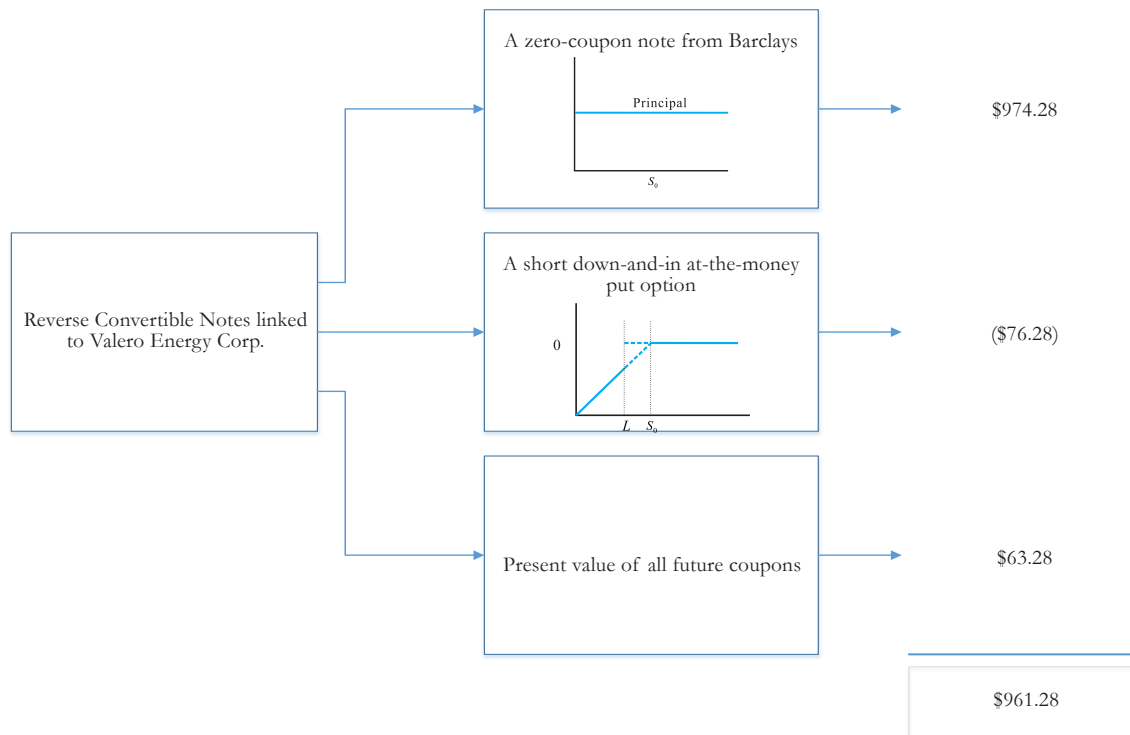 A zero-coupon note from Barclays
Principal
S₀
$974.28
Reverse Convertible Notes linked
to Valero Energy Corp.
A short down-and-in at-the-money
put option
0
L S₀
($76.28)
Present value of all future coupons
$63.28
$961.28